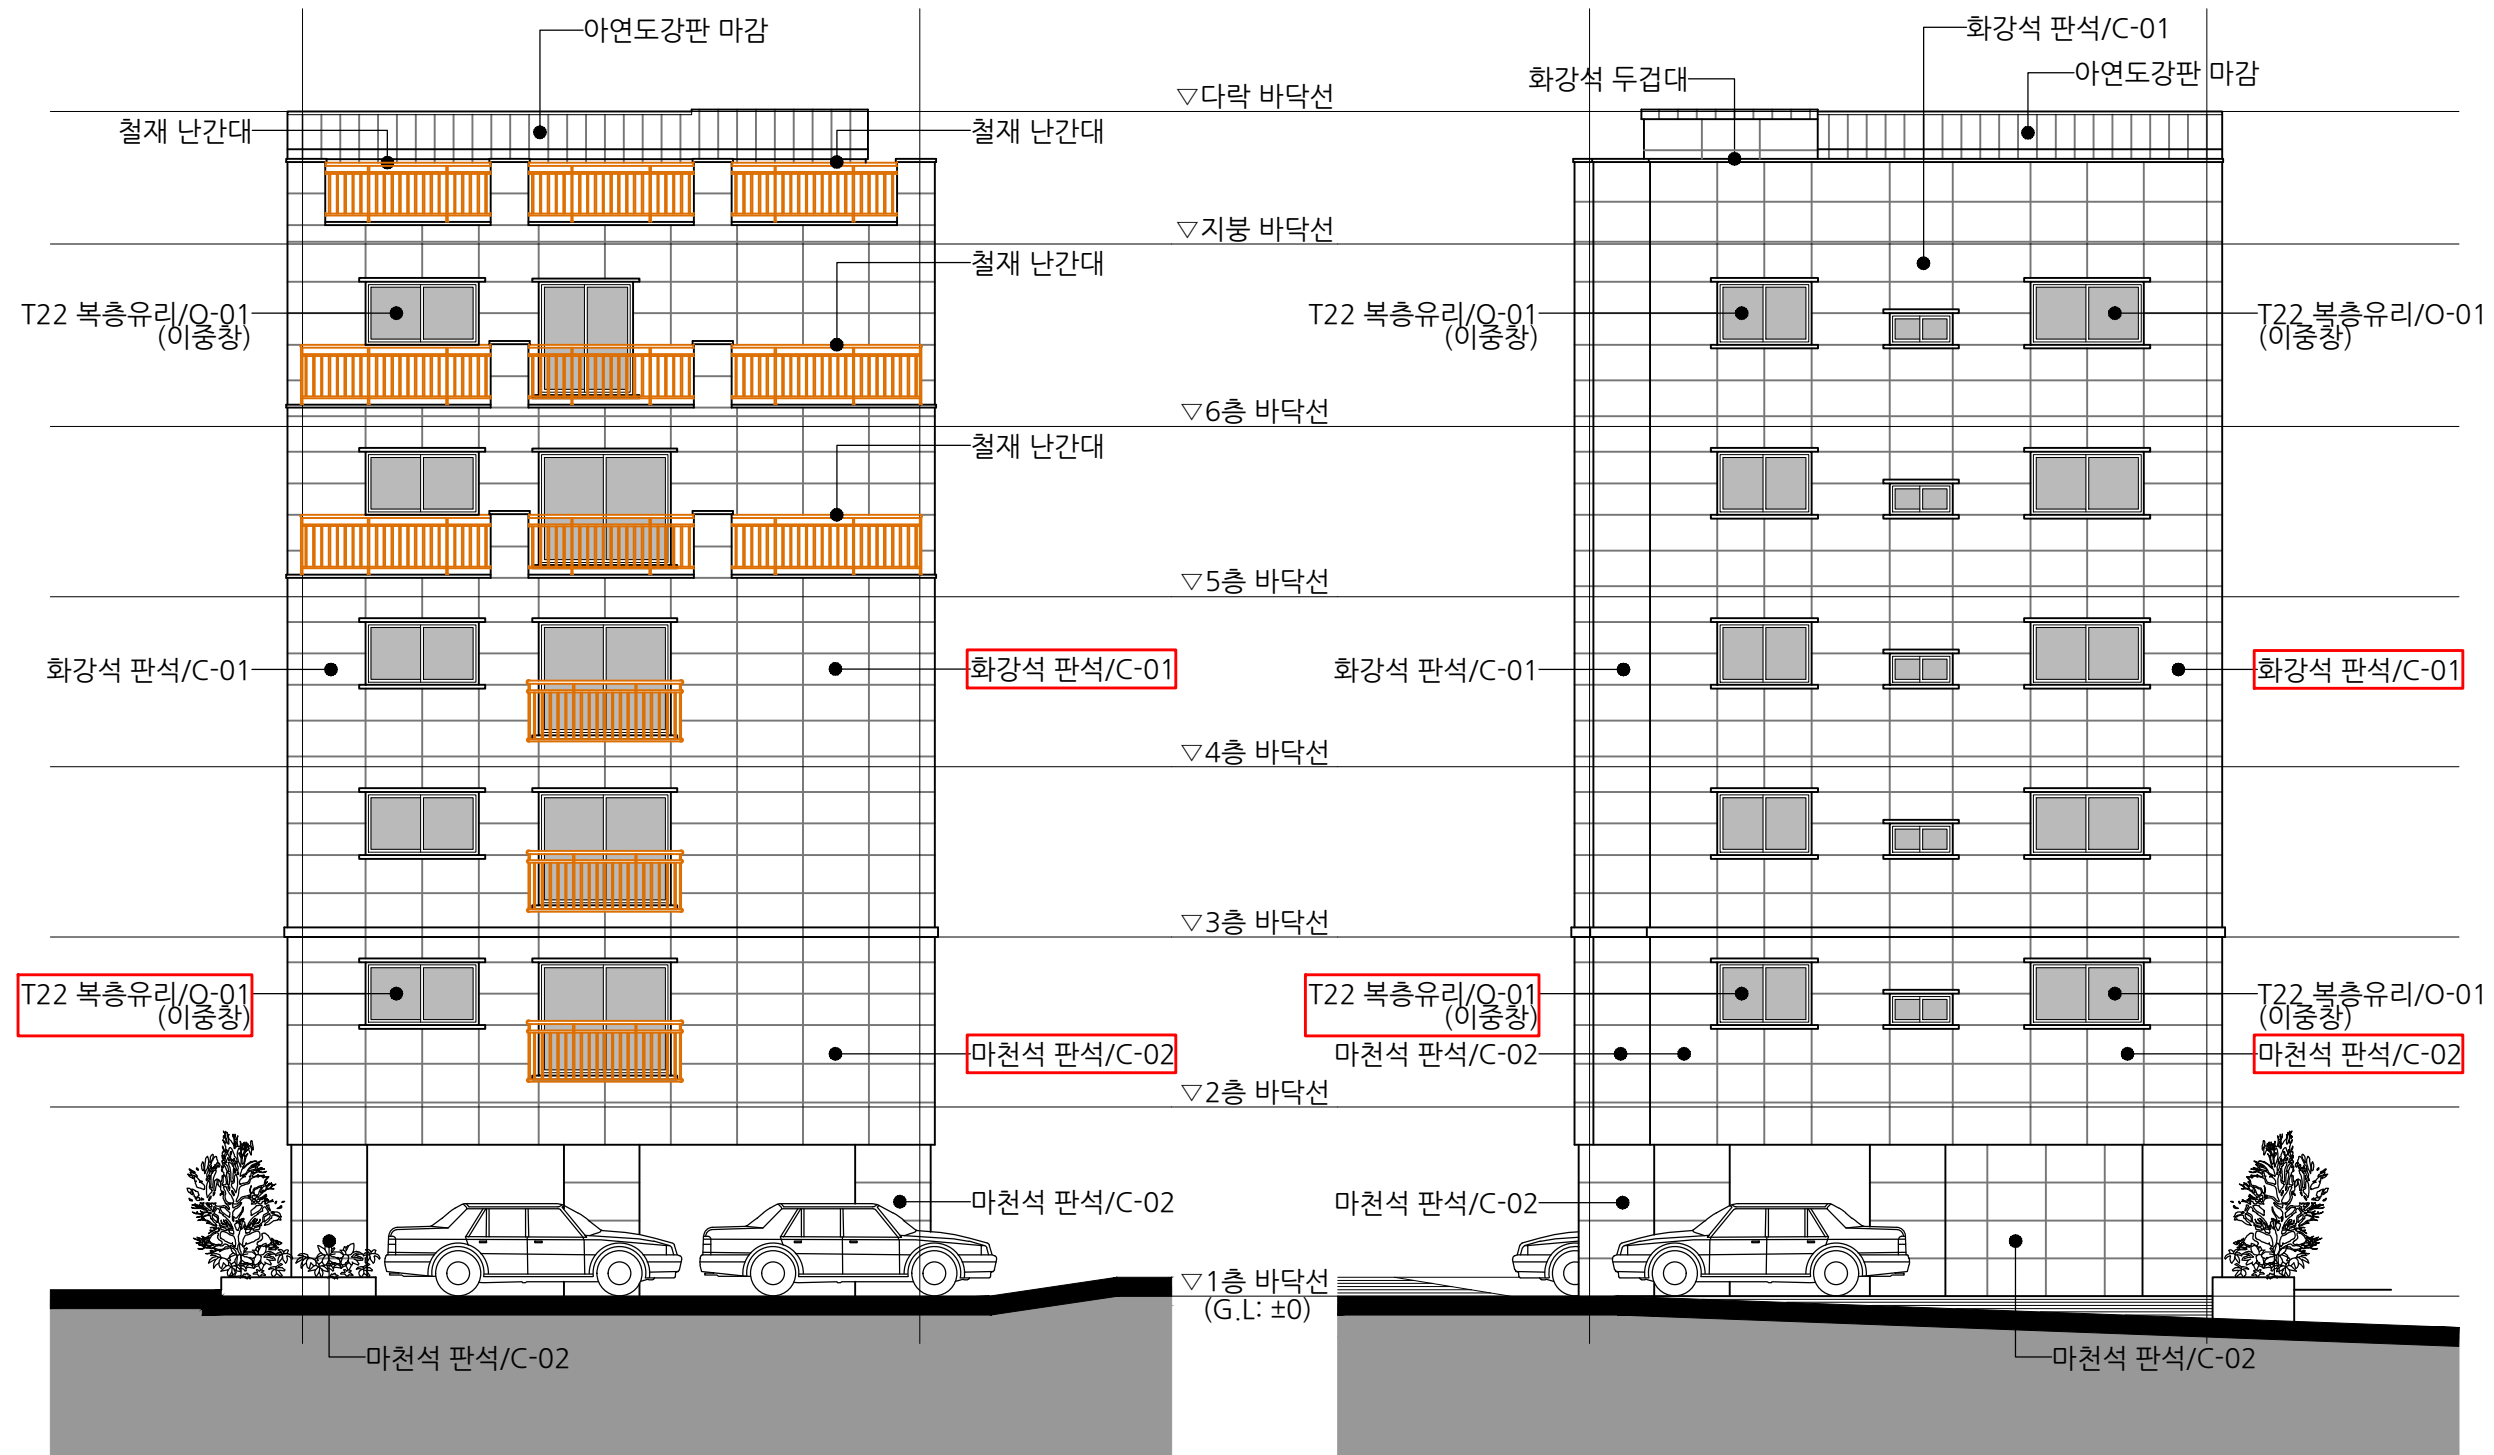 아연도강판 마감
화강석 판석/C-01
화강석 두겁대
아연도강판 마감
▽다락 바닥선
철재 난간대
철재 난간대
▽지붕 바닥선
철재 난간대
T22 복층유리/O-01
(이중창)
T22 복층유리/O-01
(이중창)
T22 복층유리/O-01
(이중창)
▽6층 바닥선
철재 난간대
▽5층 바닥선
화강석 판석/C-01
화강석 판석/C-01
화강석 판석/C-01
화강석 판석/C-01
▽4층 바닥선
▽3층 바닥선
T22 복층유리/O-01
(이중창)
T22 복층유리/O-01
(이중창)
T22 복층유리/O-01
(이중창)
마천석 판석/C-02
마천석 판석/C-02
마천석 판석/C-02
▽2층 바닥선
마천석 판석/C-02
마천석 판석/C-02
▽1층 바닥선
(G.L: ±0)
마천석 판석/C-02
마천석 판석/C-02